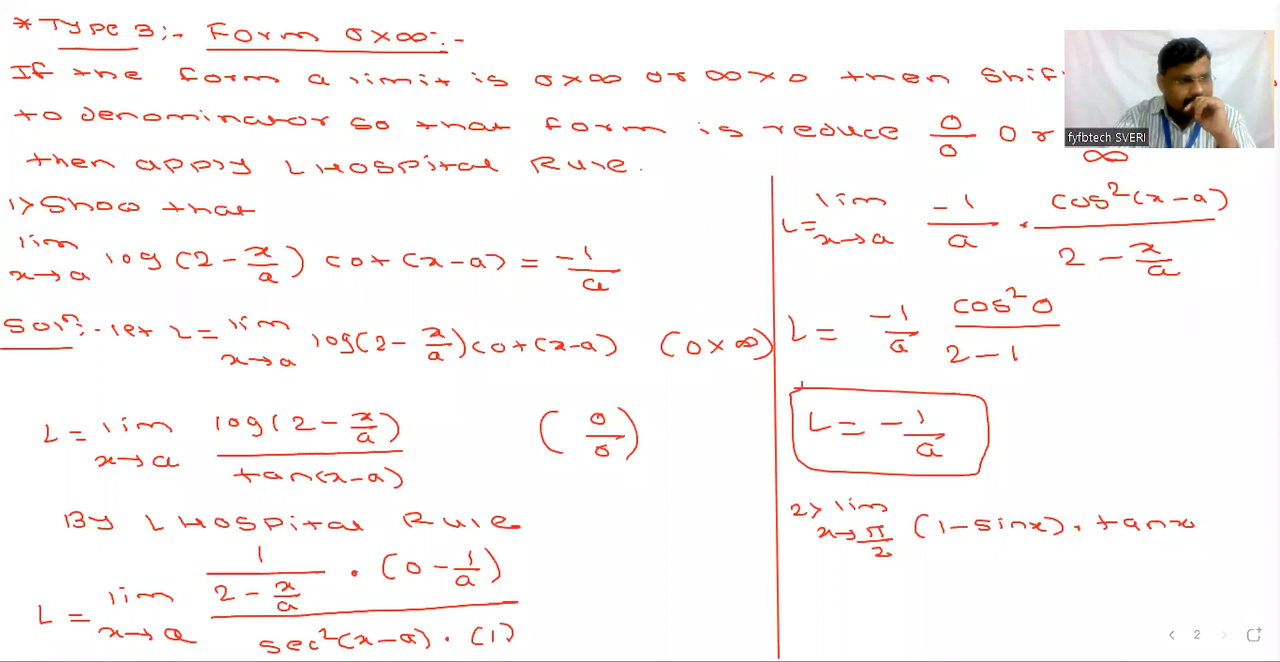 * Type 3:- Form 0×∞:-
If the form a limit is 0×∞ or ∞×0 then
to Denominator so that form is reduce 0/0 or /∞
then apply L Hospital Rule.
1> Show that
lim x→a log(2 - x/a) cot(x-a) = -1/a
Solⁿ:- let L = lim x→a log(2 - x/a) cot(x-a) (0×∞)
L = lim x→a log(2 - x/a) / tan(x-a) (0/0)
By L Hospital Rule
L = lim x→a 1/(2 - x/a) · (0 - 1/a) / sec²(x-a) · (1)
L = lim x→a -1/a · cos²(x-a) / (2 - x/a)
L = -1/a cos²0 / (2-1)
L = -1/a
2> lim x→π/2 (1-sinx) · tanx
fyfbtech SVERI
2